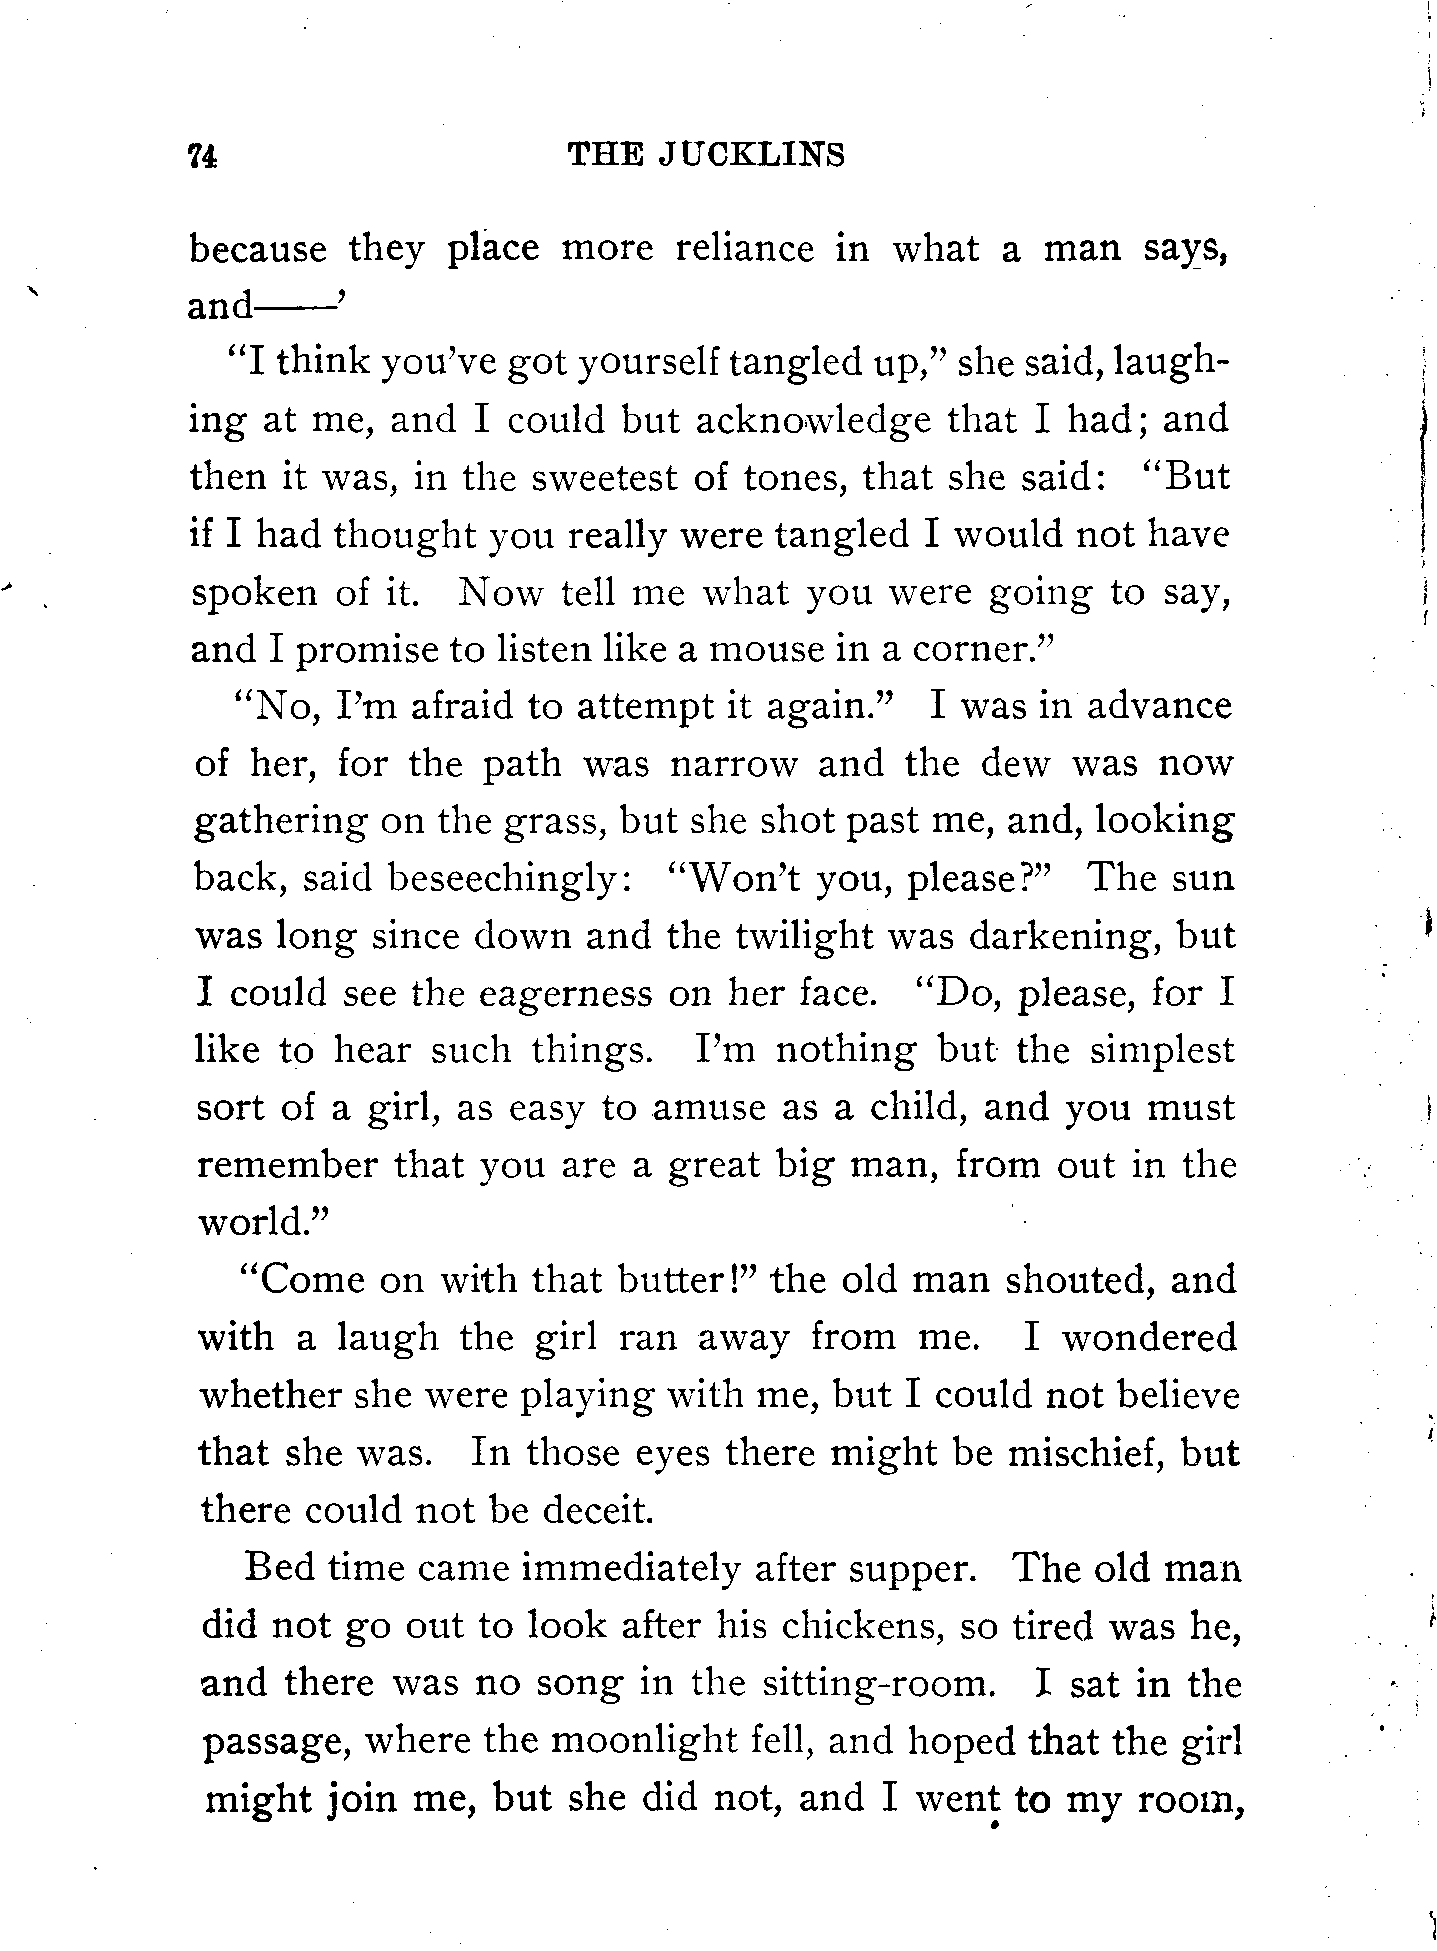 74 THE JUCKLINS
because they place more reliance in what a man says,
and——’
“I think you’ve got yourself tangled up,” she said, laugh-
ing at me, and I could but acknowledge that I had; and
then it was, in the sweetest of tones, that she said: “But
if I had thought you really were tangled I would not have
spoken of it. Now tell me what you were going to say,
and I promise to listen like a mouse in a corner.”
“No, I’m afraid to attempt it again.” I was in advance
of her, for the path was narrow and the dew was now
gathering on the grass, but she shot past me, and, looking
back, said beseechingly: “Won’t you, please?” The sun
was long since down and the twilight was darkening, but
I could see the eagerness on her face. “Do, please, for I
like to hear such things. I’m nothing but the simplest
sort of a girl, as easy to amuse as a child, and you must
remember that you are a great big man, from out in the
world.”
“Come on with that butter!” the old man shouted, and
with a laugh the girl ran away from me. I wondered
whether she were playing with me, but I could not believe
that she was. In those eyes there might be mischief, but
there could not be deceit.
Bed time came immediately after supper. The old man
did not go out to look after his chickens, so tired was he,
and there was no song in the sitting-room. I sat in the
passage, where the moonlight fell, and hoped that the girl
might join me, but she did not, and I went to my room,